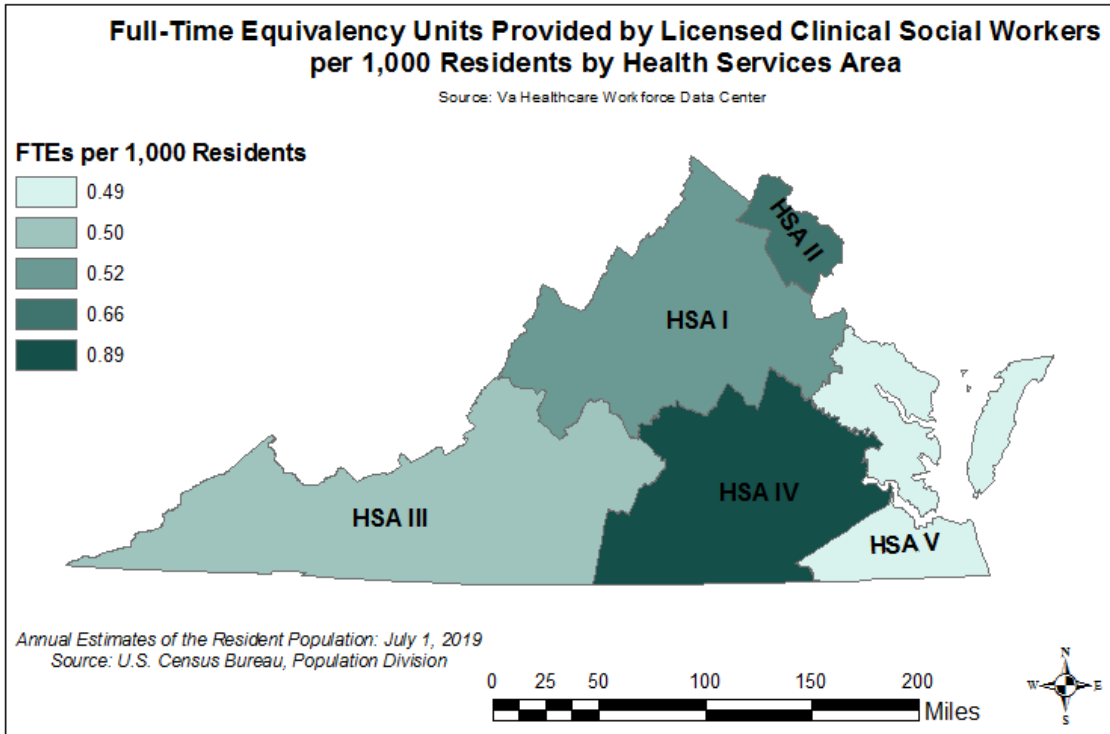 Full-Time Equivalency Units Provided by Licensed Clinical Social Workers
per 1,000 Residents by Health Services Area
Source: Va Healthcare Workforce Data Center
FTEs per 1,000 Residents
0.49
0.50
0.52
0.66
0.89
HSA II
HSA I
HSA IV
HSA III
HSA V
Annual Estimates of the Resident Population: July 1, 2019
Source: U.S. Census Bureau, Population Division
0 25 50 100 150 200
Miles
N
W E
S